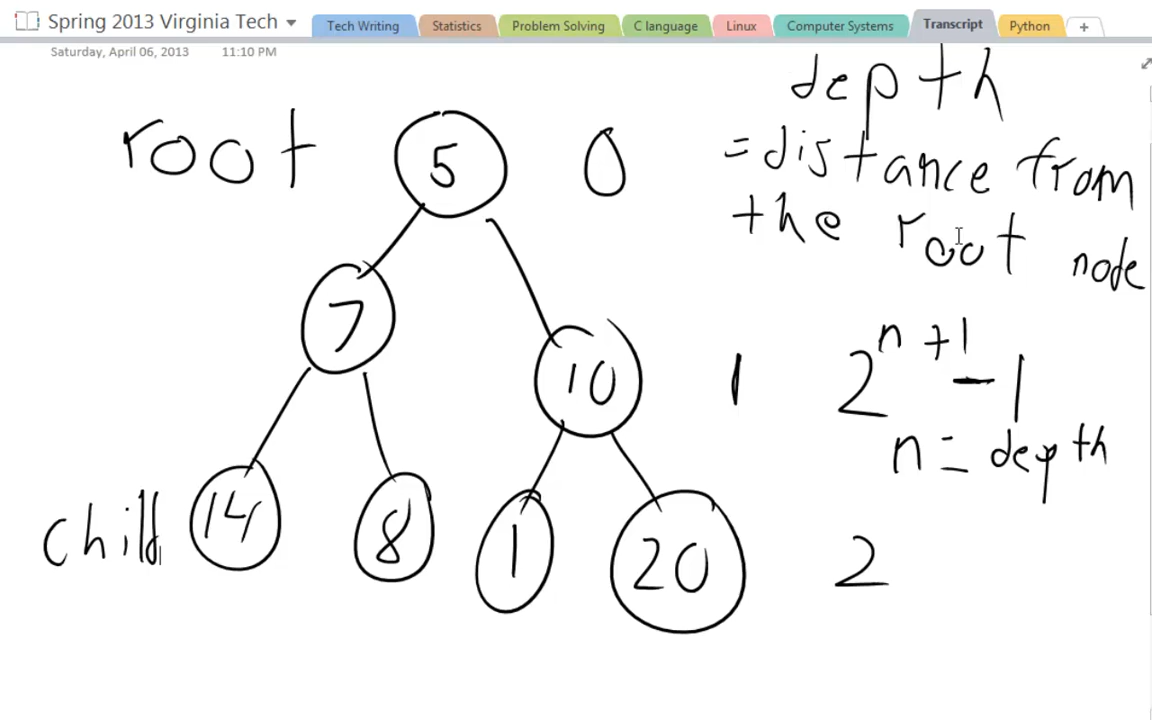 Spring 2013 Virginia Tech
Tech Writing
Statistics
Problem Solving
C language
Linux
Computer Systems
Transcript
Python
+
Saturday, April 06, 2013 11:10 PM
depth
= distance from
the root node
root 5 0
7
10 1
2^{n+1} - 1
n = depth
child 14 8 1 20 2